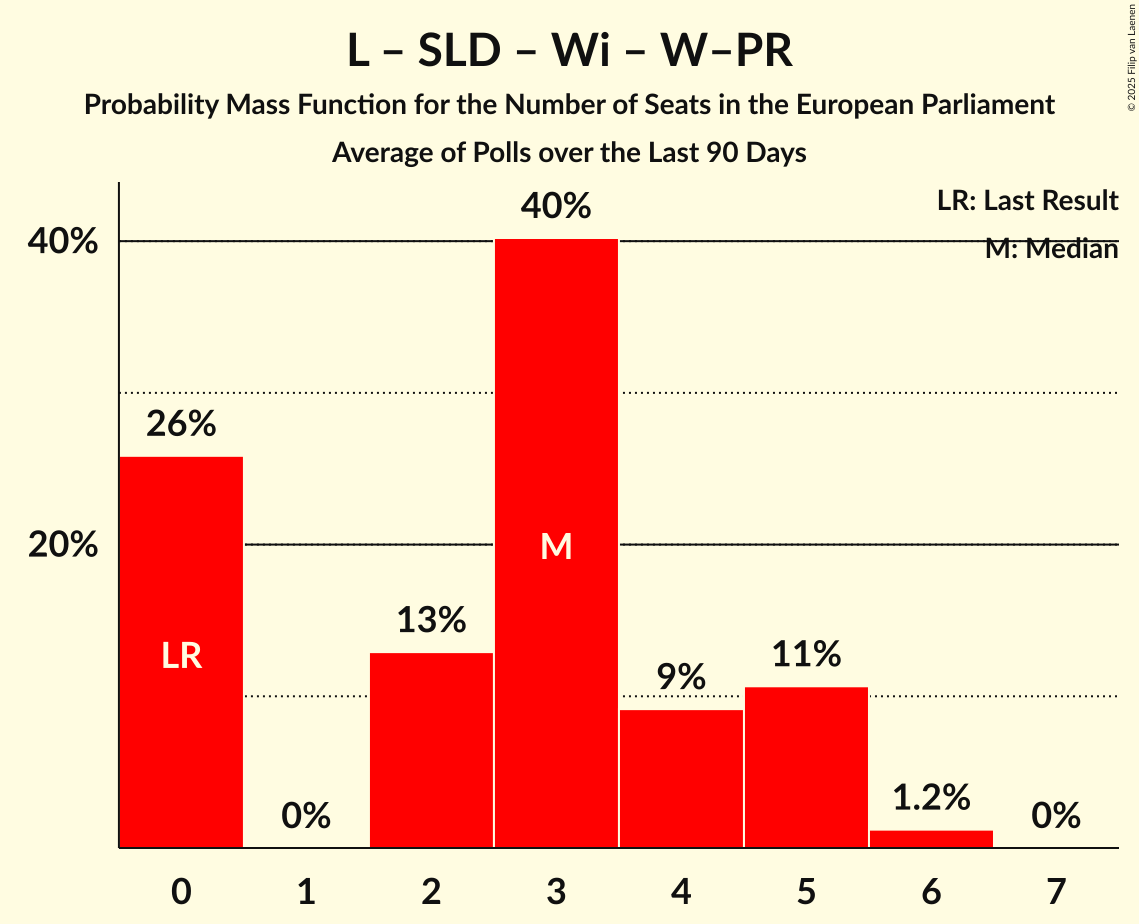 L – SLD – Wi – W–PR
Probability Mass Function for the Number of Seats in the European Parliament
Average of Polls over the Last 90 Days
© 2025 Filip van Laenen
LR: Last Result
M: Median
40%
20%
26%
0%
13%
40%
9%
11%
1.2%
0%
LR
M
0 1 2 3 4 5 6 7